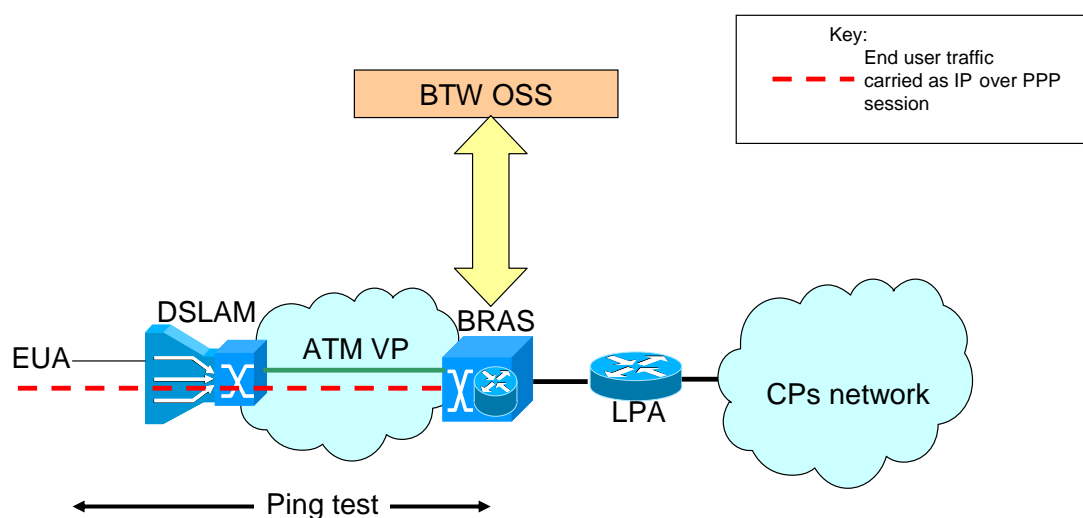 Key:
End user traffic
carried as IP over PPP
session
BTW OSS
DSLAM
BRAS
EUA
ATM VP
LPA
CPs network
Ping test